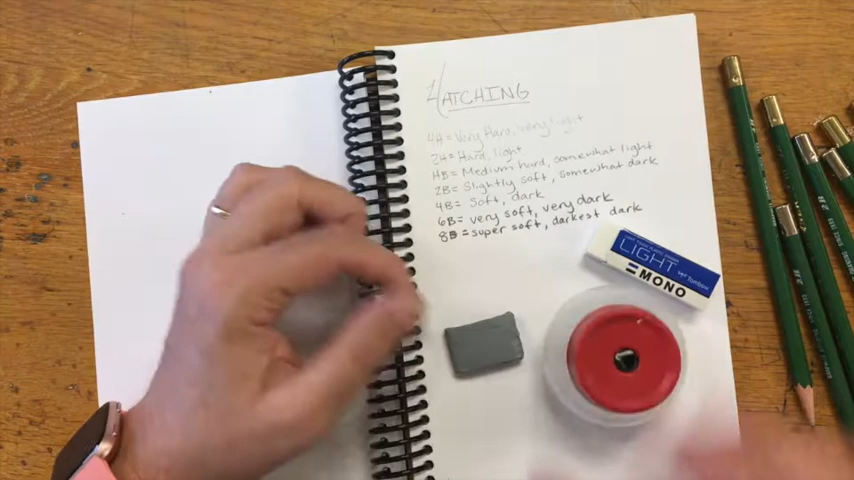 HATCHING
4H = Very Hard, very light
2H = Hard, light
HB = Medium hard, somewhat light
2B = Slightly soft, somewhat dark
4B = Soft, dark
6B = very soft, very dark
8B = super soft, darkest dark
LIGHT
MONO